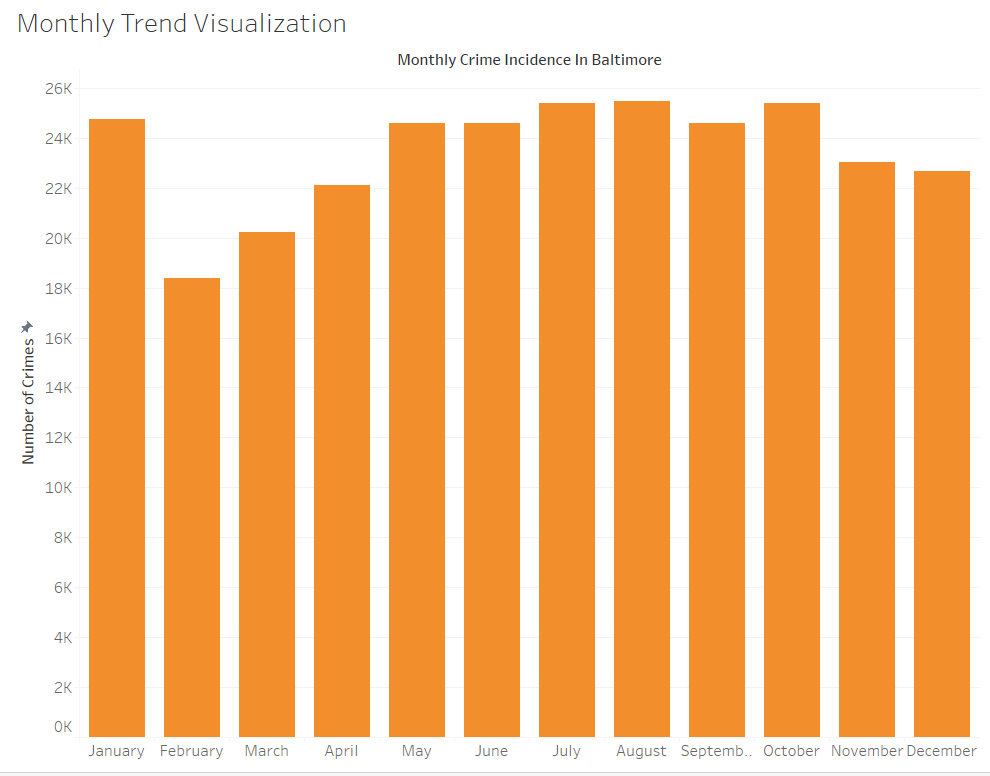 Monthly Trend Visualization
Monthly Crime Incidence In Baltimore
26K
24K
22K
20K
18K
16K
14K
12K
10K
8K
6K
4K
2K
0K
Number of Crimes
January February March April May June July August Septemb.. October November December